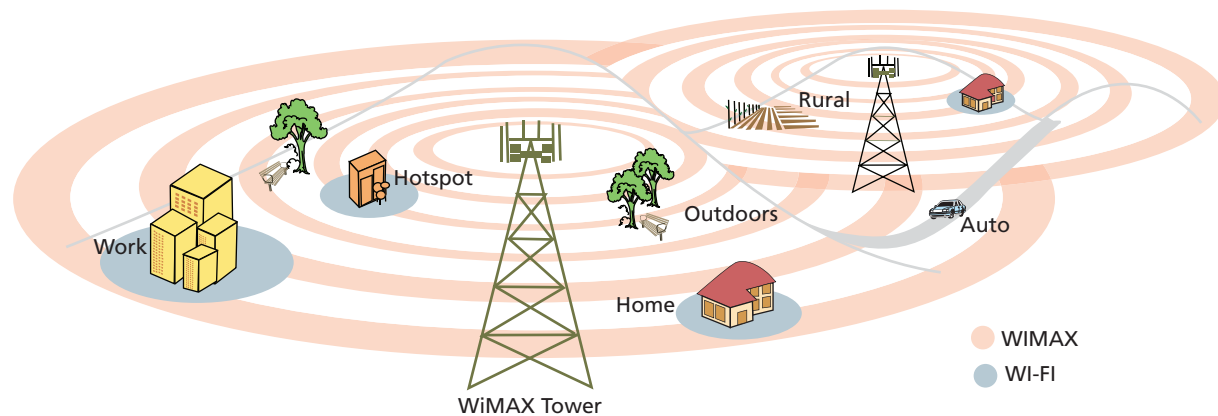 Rural
Hotspot
Outdoors
Auto
Work
Home
WIMAX
WI-FI
WiMAX Tower